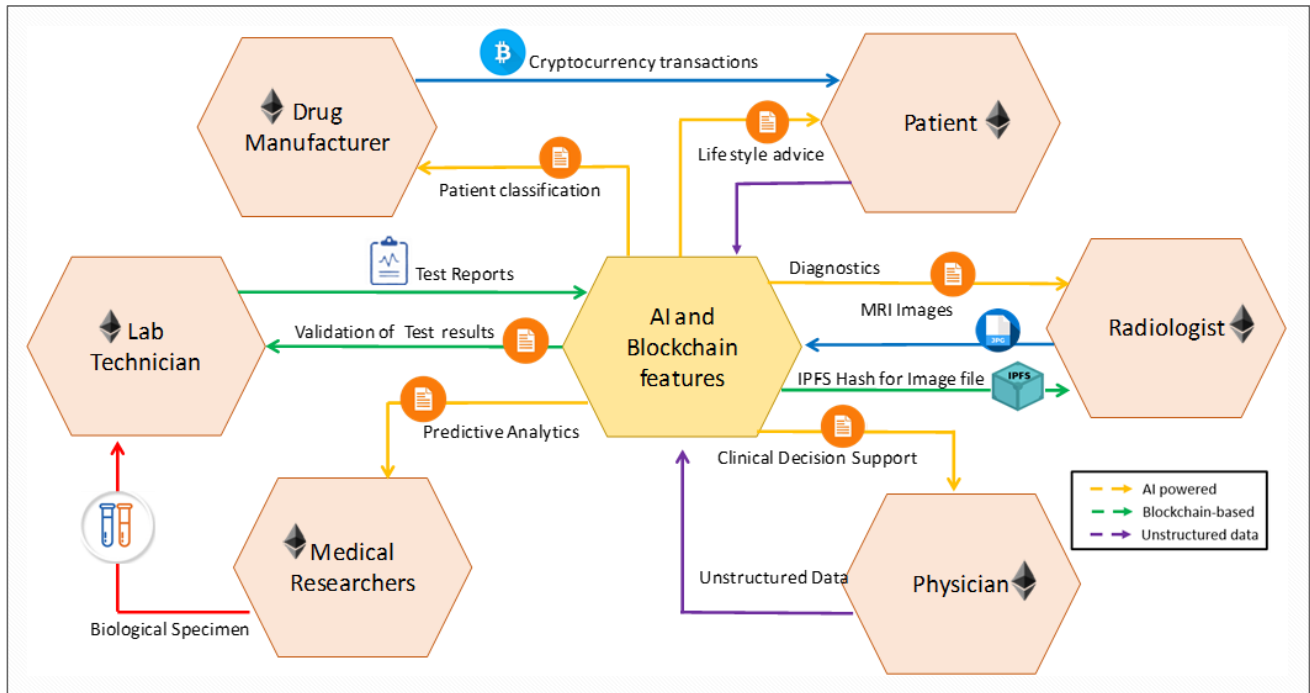 Cryptocurrency transactions
Drug
Manufacturer
Patient
Life style advice
Patient classification
Test Reports
Diagnostics
MRI Images
Lab
Technician
Validation of Test results
AI and
Blockchain
features
JPG
Radiologist
IPFS Hash for Image file
IPFS
Predictive Analytics
Clinical Decision Support
AI powered
Blockchain-based
Unstructured data
Medical
Researchers
Unstructured Data
Physician
Biological Specimen